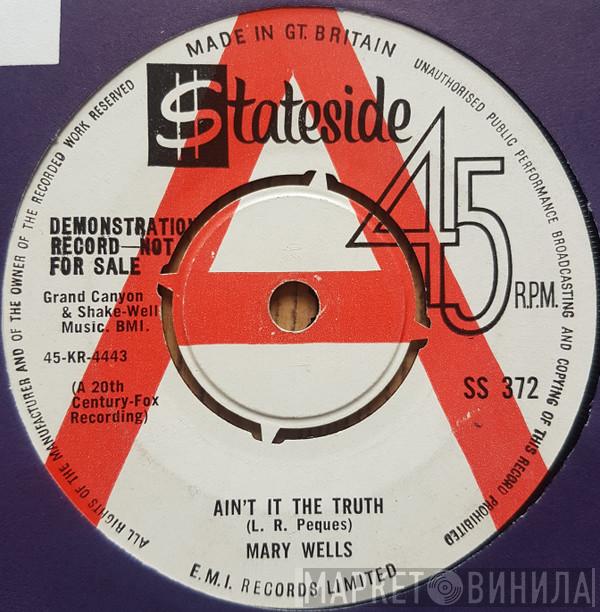 MADE IN GT. BRITAIN
$tateside
45
R.P.M.
DEMONSTRATION
RECORD—NOT
FOR SALE
Grand Canyon
& Shake-Well
Music. BMI.
45-KR-4443
(A 20th
Century-Fox
Recording)
SS 372
A
AIN'T IT THE TRUTH
(L. R. Peques)
MARY WELLS
E.M.I. RECORDS LIMITED
ALL RIGHTS OF THE MANUFACTURER AND OF THE OWNER OF THE RECORDED WORK RESERVED
UNAUTHORISED PUBLIC PERFORMANCE BROADCASTING AND COPYING OF THIS RECORD PROHIBITED
МАРКЕТ ВИНИЛА